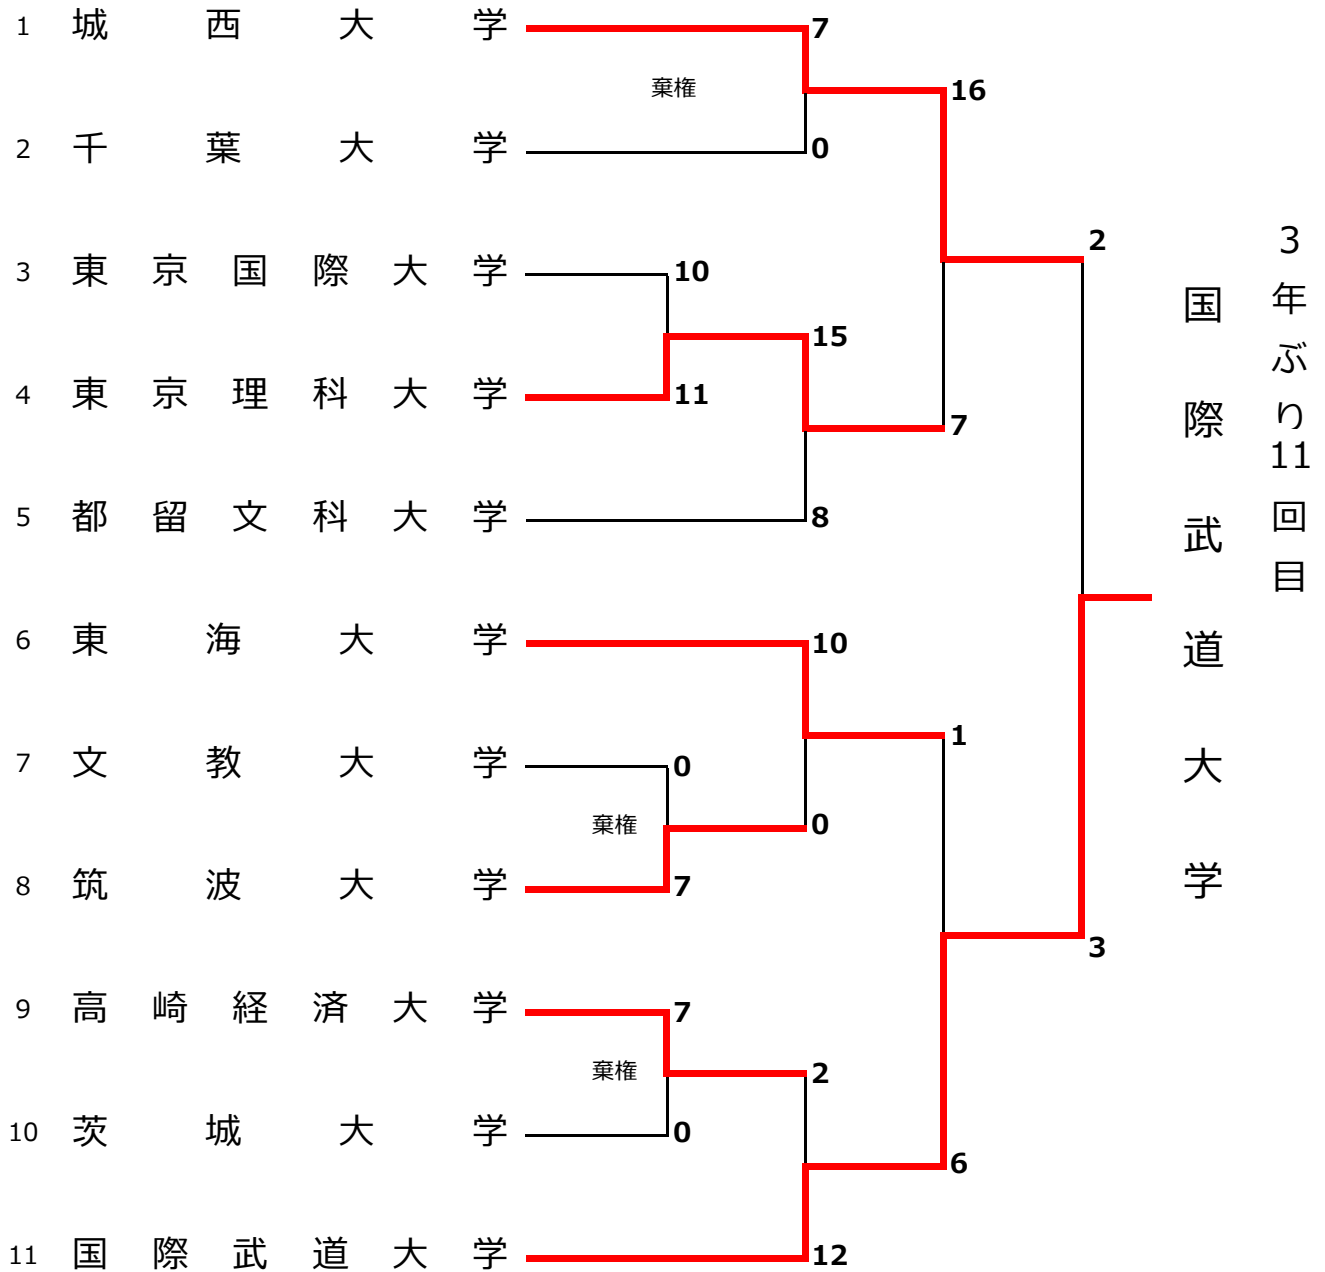 1 城西大学 7
棄権 16
2 千葉大学 0
2
3 東京国際大学 10
15
4 東京理科大学 11
7
5 都留文科大学 8
6 東海大学 10
1
7 文教大学 0
棄権 0
8 筑波大学 7
3
9 高崎経済大学 7
棄権 2
10 茨城大学 0
6
11 国際武道大学 12
3年ぶり11回目
国際武道大学